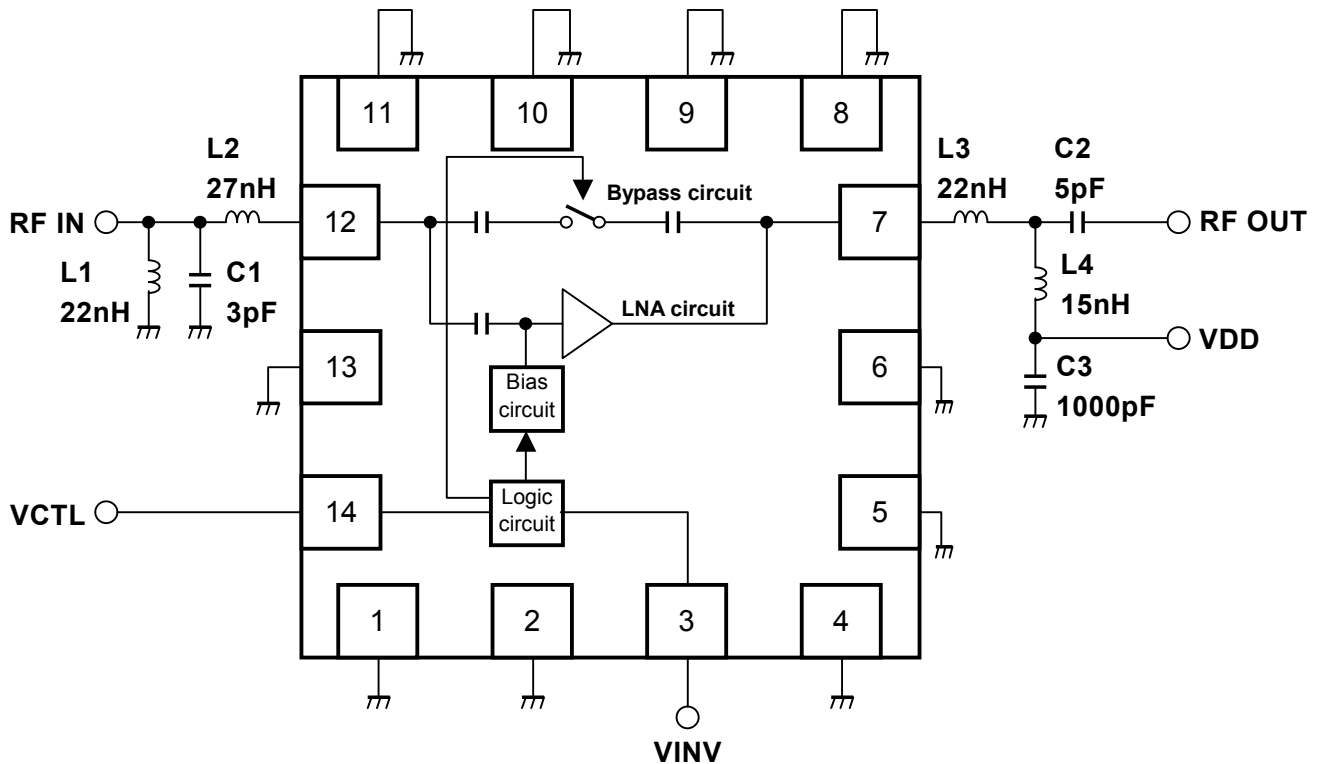 11
10
9
8
L2
27nH
L3
22nH
C2
5pF
RF IN
12
Bypass circuit
7
RF OUT
L1
22nH
C1
3pF
LNA circuit
L4
15nH
VDD
13
Bias
circuit
6
C3
1000pF
VCTL
14
Logic
circuit
5
1
2
3
4
VINV